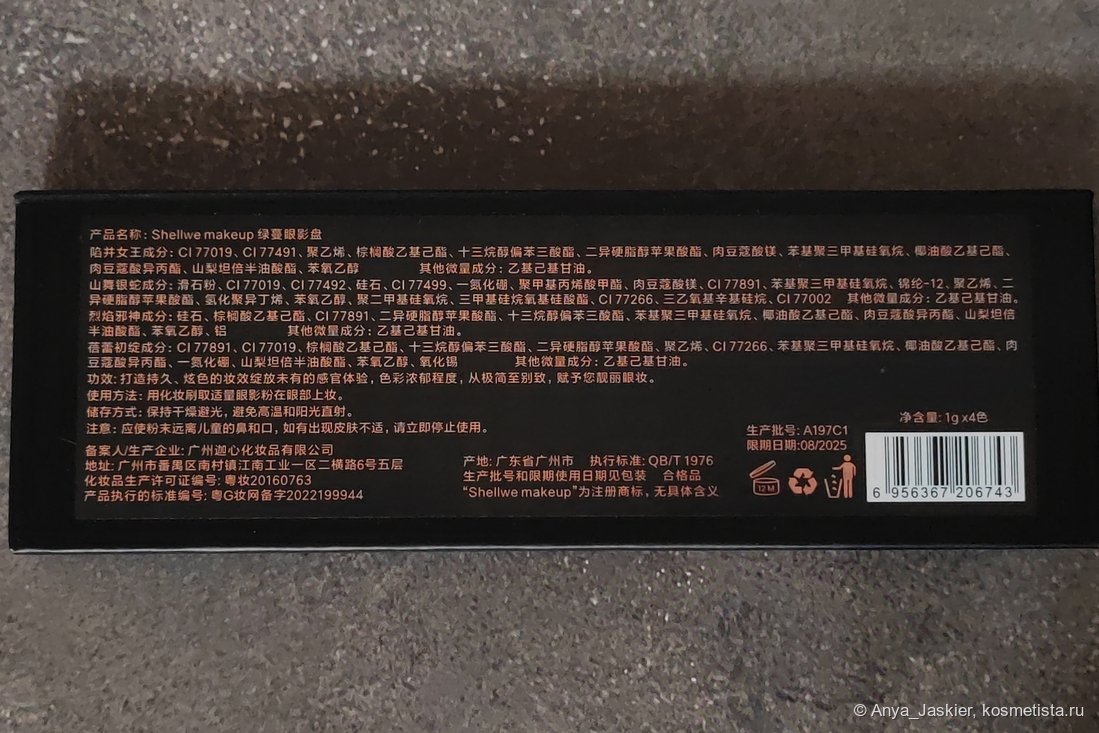 产品名称: Shellwe makeup 绿蔓眼影盘
陷井女王成分: CI 77019、CI 77491、聚乙烯、棕榈酸乙基己酯、十三烷醇偏苯三酸酯、二异硬脂醇苹果酸酯、肉豆蔻酸镁、苯基聚三甲基硅氧烷、椰油酸乙基己酯、
肉豆蔻酸异丙酯、山梨坦倍半油酸酯、苯氧乙醇 其他微量成分: 乙基己基甘油。
山舞银蛇成分: 滑石粉、CI 77019、CI 77492、硅石、CI 77499、一氮化硼、聚甲基丙烯酸甲酯、肉豆蔻酸镁、CI 77891、苯基聚三甲基硅氧烷、锦纶-12、聚乙烯、二
异硬脂醇苹果酸酯、氢化聚异丁烯、苯氧乙醇、聚二甲基硅氧烷、三甲基硅烷氧基硅酸酯、CI 77266、三乙氧基辛基硅烷、CI 77002 其他微量成分: 乙基己基甘油。
烈焰邪神成分: 硅石、棕榈酸乙基己酯、CI 77891、二异硬脂醇苹果酸酯、十三烷醇偏苯三酸酯、苯基聚三甲基硅氧烷、椰油酸乙基己酯、肉豆蔻酸异丙酯、山梨坦倍
半油酸酯、苯氧乙醇、铝 其他微量成分: 乙基己基甘油。
蓓蕾初绽成分: CI 77891、CI 77019、棕榈酸乙基己酯、十三烷醇偏苯三酸酯、二异硬脂醇苹果酸酯、聚乙烯、CI 77266、苯基聚三甲基硅氧烷、椰油酸乙基己酯、肉
豆蔻酸异丙酯、一氮化硼、山梨坦倍半油酸酯、苯氧乙醇、氧化锡 其他微量成分: 乙基己基甘油。
功效: 打造持久、炫色的妆效绽放未有的感官体验, 色彩浓郁程度, 从极简至别致, 赋予您靓丽眼妆。
使用方法: 用化妆刷取适量眼影粉在眼部上妆。
储存方式: 保持干燥避光, 避免高温和阳光直射。
注意: 应使粉末远离儿童的鼻和口, 如有出现皮肤不适, 请立即停止使用。
备案人/生产企业: 广州迦心化妆品有限公司
地址: 广州市番禺区南村镇江南工业一区二横路6号五层
化妆品生产许可证编号: 粤妆20160763
产品执行的标准编号: 粤G妆网备字2022199944
产地: 广东省广州市 执行标准: QB/T 1976
生产批号和限期使用日期见包装 合格品
“Shellwe makeup”为注册商标, 无具体含义
生产批号: A197C1
限期日期:08/2025
12 M
净含量: 1g x4色
6 956367 206743
© Anya_Jaskier, kosmetista.ru